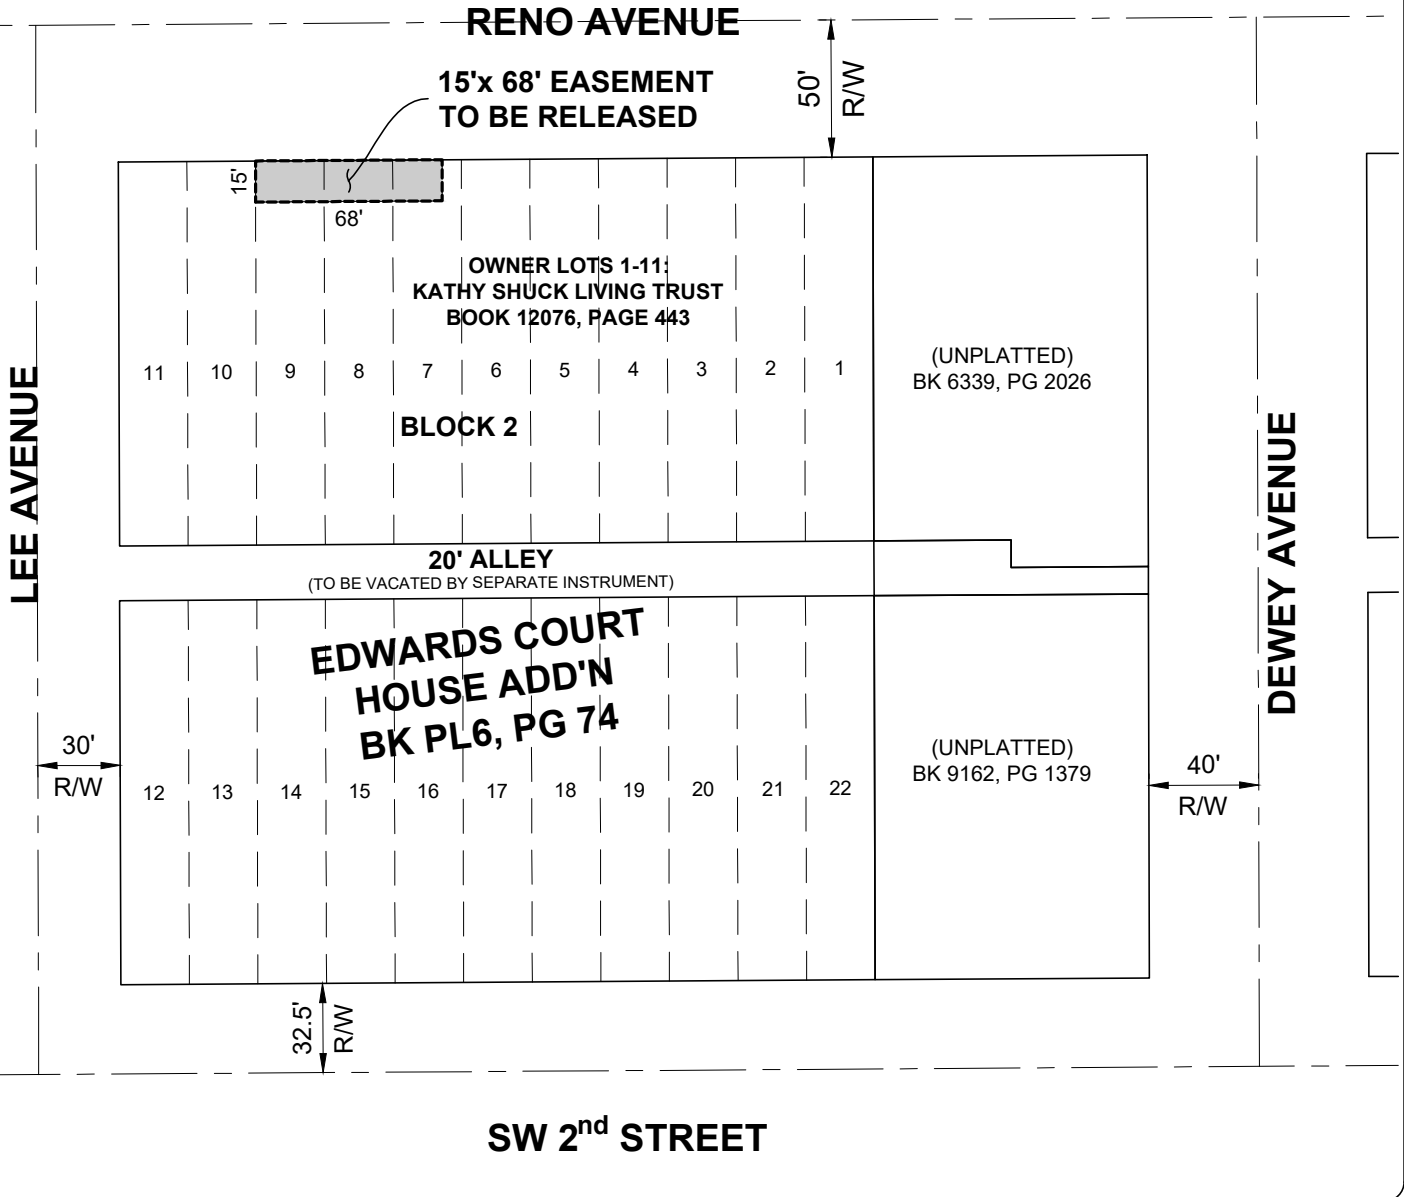 RENO AVENUE
15'x 68' EASEMENT
TO BE RELEASED
50'
R/W
15'
68'
OWNER LOTS 1-11:
KATHY SHUCK LIVING TRUST
BOOK 12076, PAGE 443
11 10 9 8 7 6 5 4 3 2 1
BLOCK 2
(UNPLATTED)
BK 6339, PG 2026
LEE AVENUE
DEWEY AVENUE
20' ALLEY
(TO BE VACATED BY SEPARATE INSTRUMENT)
EDWARDS COURT
HOUSE ADD'N
BK PL6, PG 74
30'
R/W
12 13 14 15 16 17 18 19 20 21 22
(UNPLATTED)
BK 9162, PG 1379
40'
R/W
32.5'
R/W
SW 2nd STREET